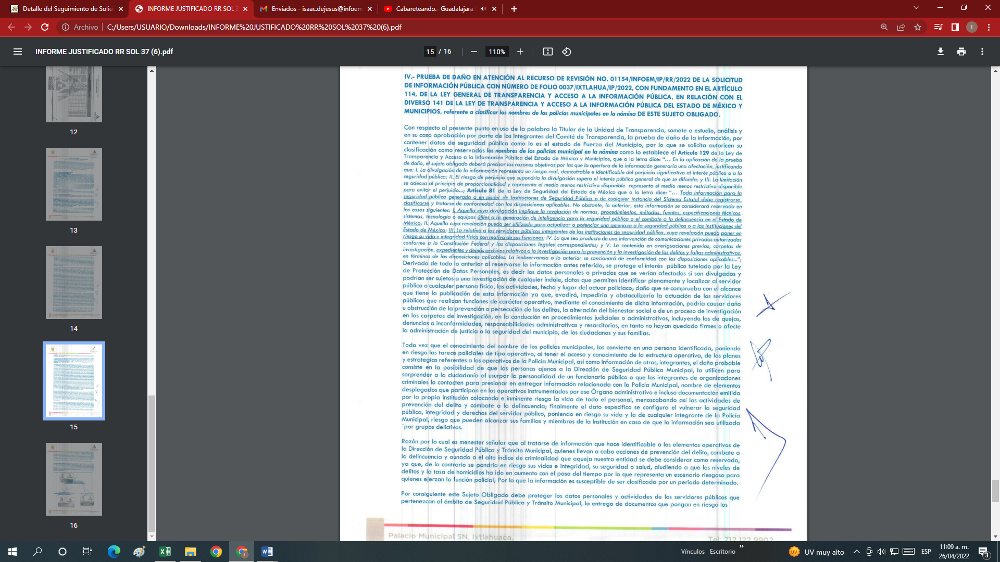 Detalle del Seguimiento de Solici
INFORME JUSTIFICADO RR SOL 3
Enviados - isaac.dejesus@infoem
Cabareteando.- Guadalajara
Archivo
C:/Users/USUARIO/Downloads/INFORME%20JUSTIFICADO%20RR%20SOL%2037%20(6).pdf
INFORME JUSTIFICADO RR SOL 37 (6).pdf
15 / 16
110%
12
13
14
15
16
IV.- PRUEBA DE DAÑO EN ATENCIÓN AL RECURSO DE REVISIÓN NO. 01154/INFOEM/IP/RR/2022 DE LA SOLICITUD
DE INFORMACIÓN PÚBLICA CON NÚMERO DE FOLIO 0037/IXTLAHUA/IP/2022, CON FUNDAMENTO EN EL ARTÍCULO
114, DE LA LEY GENERAL DE TRANSPARENCIA Y ACCESO A LA INFORMACIÓN PÚBLICA, EN RELACIÓN CON EL
DIVERSO 141 DE LA LEY DE TRANSPARENCIA Y ACCESO A LA INFORMACIÓN PÚBLICA DEL ESTADO DE MÉXICO Y
MUNICIPIOS, referente a clasificar los nombres de los policías municipales en la nómina DE ESTE SUJETO OBLIGADO.
Con respecto al presente punto en uso de la palabra la Titular de la Unidad de Transparencia, somete a estudio, análisis y
en su caso aprobación por parte de los integrantes del Comité de Transparencia, la prueba de daño de la información, por
contener datos de seguridad pública como lo es el estado de Fuerza del Municipio, por lo que se solicita autoricen su
clasificación como reservados los nombres de los policías municipal en la nómina como lo establece el Artículo 129 de la Ley de
Transparencia y Acceso a la Información Pública del Estado de México y Municipios, que a la letra dice: "... En la aplicación de la prueba
de daño, el sujeto obligado deberá precisar las razones objetivas por las que la apertura de la información generaría una afectación, justificando
que: I. La divulgación de la información representa un riesgo real, demostrable e identificable del perjuicio significativo al interés público o a la
seguridad pública; II. El riesgo de perjuicio que supondría la divulgación supera el interés público general de que se difunda; y III. La limitación
se adecua al principio de proporcionalidad y representa el medio menos restrictivo disponible representa el medio menos restrictivo disponible
para evitar el perjuicio...; Artículo 81 de la Ley de Seguridad del Estado de México que a la letra dice: "... Toda información para la
seguridad pública generada o en poder de Instituciones de Seguridad Pública o de cualquier instancia del Sistema Estatal debe registrarse,
clasificarse y tratarse de conformidad con las disposiciones aplicables. No obstante, lo anterior, esta información se considerará reservada en
los casos siguientes: I. Aquella cuya divulgación implique la revelación de normas, procedimientos, métodos, fuentes, especificaciones técnicas,
sistemas, tecnología o equipos útiles a la generación de inteligencia para la seguridad pública o el combate a la delincuencia en el Estado de
México; II. Aquella cuya revelación pueda ser utilizada para actualizar o potenciar una amenaza a la seguridad pública o a las instituciones del
Estado de México; III. La relativa a los servidores públicos integrantes de las instituciones de seguridad pública, cuya revelación pueda poner en
riesgo su vida e integridad física con motivo de sus funciones; IV. La que sea producto de una intervención de comunicaciones privadas autorizadas
conforme a la Constitución Federal y las disposiciones legales correspondientes; y V. La contenida en averiguaciones previas, carpetas de
investigación, expedientes y demás archivos relativos a la investigación para la prevención y la investigación de los delitos y faltas administrativas,
en términos de las disposiciones aplicables. La inobservancia a lo anterior se sancionará de conformidad con las disposiciones aplicables...";
Derivado de todo lo anterior al reservarse la información antes referida, se protege el interés público tutelado por la Ley
de Protección de Datos Personales, es decir los datos personales o privados que se verían afectados si son divulgados y
podrían ser sujetos a una investigación de cualquier índole, datos que permiten identificar plenamente y localizar al servidor
público o cualquier persona física, las actividades, fecha y lugar del actuar policiaco; daño que se comprueba con el alcance
que tiene la publicación de esta información ya que, evadirá, impediría y obstaculizaría la actuación de los servidores
públicos que realizan funciones de carácter operativo, mediante el conocimiento de dicha información, podría causar daño
u obstrucción de la prevención o persecución de los delitos, la alteración del bienestar social o de un proceso de investigación
en las carpetas de investigación, en la conducción en procedimientos judiciales o administrativos, incluyendo los de quejas,
denuncias o inconformidades, responsabilidades administrativas y resarcitorias, en tanto no hayan quedado firmes o afecte
la administración de justicia o la seguridad del municipio, de los ciudadanos y sus familias.
Toda vez que el conocimiento del nombre de los policías municipales, los convierte en una persona identificada, poniendo
en riesgo las tareas policiales de tipo operativo, al tener el acceso y conocimiento de la estructura operativa, de los planes
y estrategias referentes a los operativos de la Policía Municipal, así como información de otros, integrantes, el daño probable
consiste en la posibilidad de que las personas ajenas a la Dirección de Seguridad Pública Municipal, la utilicen para
sorprender a la ciudadanía al usurpar la personalidad de un funcionario público o que los integrantes de organizaciones
criminales lo contacten para presionar en entregar información relacionada con la Policía Municipal, nombre de elementos
desplegados que participan en los operativos instrumentados por ese Órgano administrativo e incluso documentación emitida
por la propia Institución colocando e inminente riesgo la vida de todo el personal, menoscabando así las actividades de
prevención del delito y combate a la delincuencia; finalmente el dato especifico se configura el vulnerar la seguridad
pública, integridad y derechos del servidor público, poniendo en riesgo su vida y la de cualquier integrante de la Policía
Municipal, riesgo que pueden alcanzar sus familias y miembros de la Institución en caso de que la información sea utilizada
´por grupos delictivos.
Razón por lo cual es menester señalar que al tratarse de información que hace identificable a los elementos operativos de
la Dirección de Seguridad Pública y Tránsito Municipal, quienes llevan a cabo acciones de prevención del delito, combate a
la delincuencia y aunado a el alto índice de criminalidad que aqueja nuestra entidad se debe considerar como reservada,
ya que, de lo contrario se pondría en riesgo sus vidas e integridad, su seguridad o salud, aludiendo a que los niveles de
delitos y la tasa de homicidios ha ido en aumento con el paso del tiempo por lo que representa un escenario riesgoso para
quienes ejerzan la función policial; Por lo que la información es susceptible de ser clasificada por un periodo determinado.
Por consiguiente este Sujeto Obligado debe proteger los datos personales y actividades de los servidores públicos que
pertenezcan al ámbito de Seguridad Pública y Tránsito Municipal, la entrega de documentos que pongan en riesgo los
Palacio Municipal SN, Ixtlahuaca,
Tel: 712 122 9902
Vínculos
Escritorio
UV muy alto
ESP
11:09 a. m.
26/04/2022
3